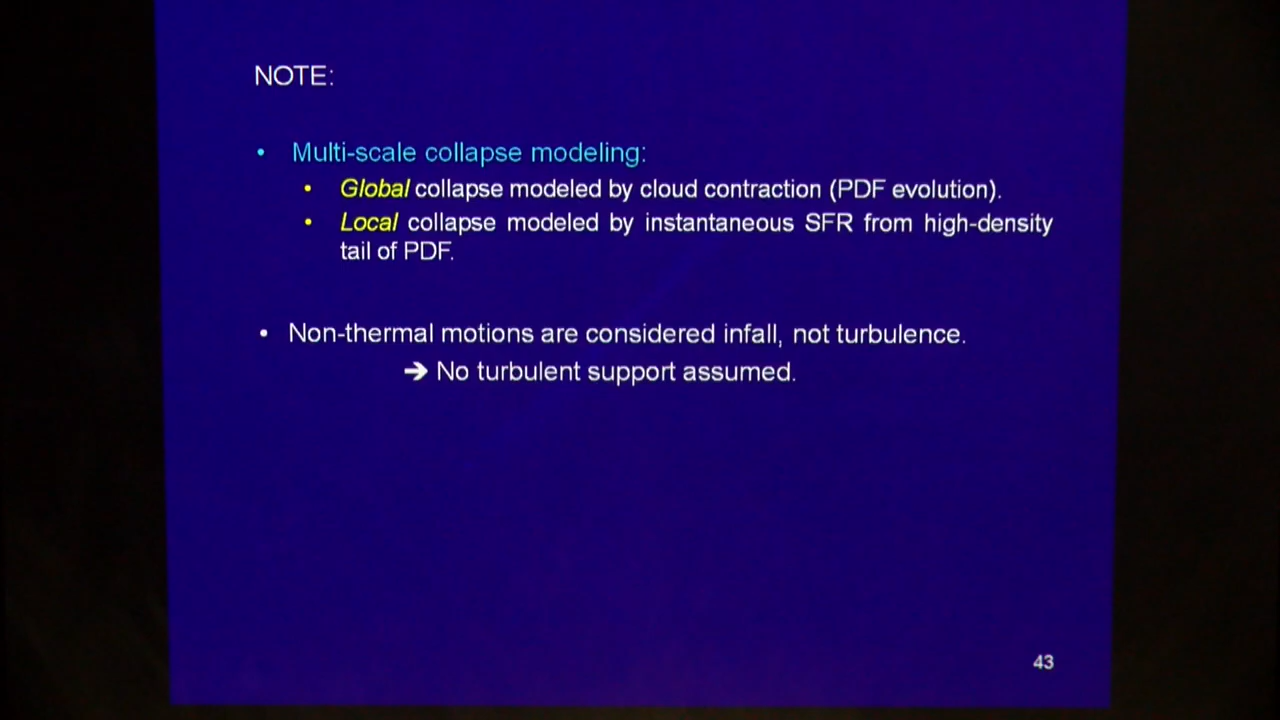 NOTE:
• Multi-scale collapse modeling:
• Global collapse modeled by cloud contraction (PDF evolution).
• Local collapse modeled by instantaneous SFR from high-density
tail of PDF.
• Non-thermal motions are considered infall, not turbulence.
➔ No turbulent support assumed.
43